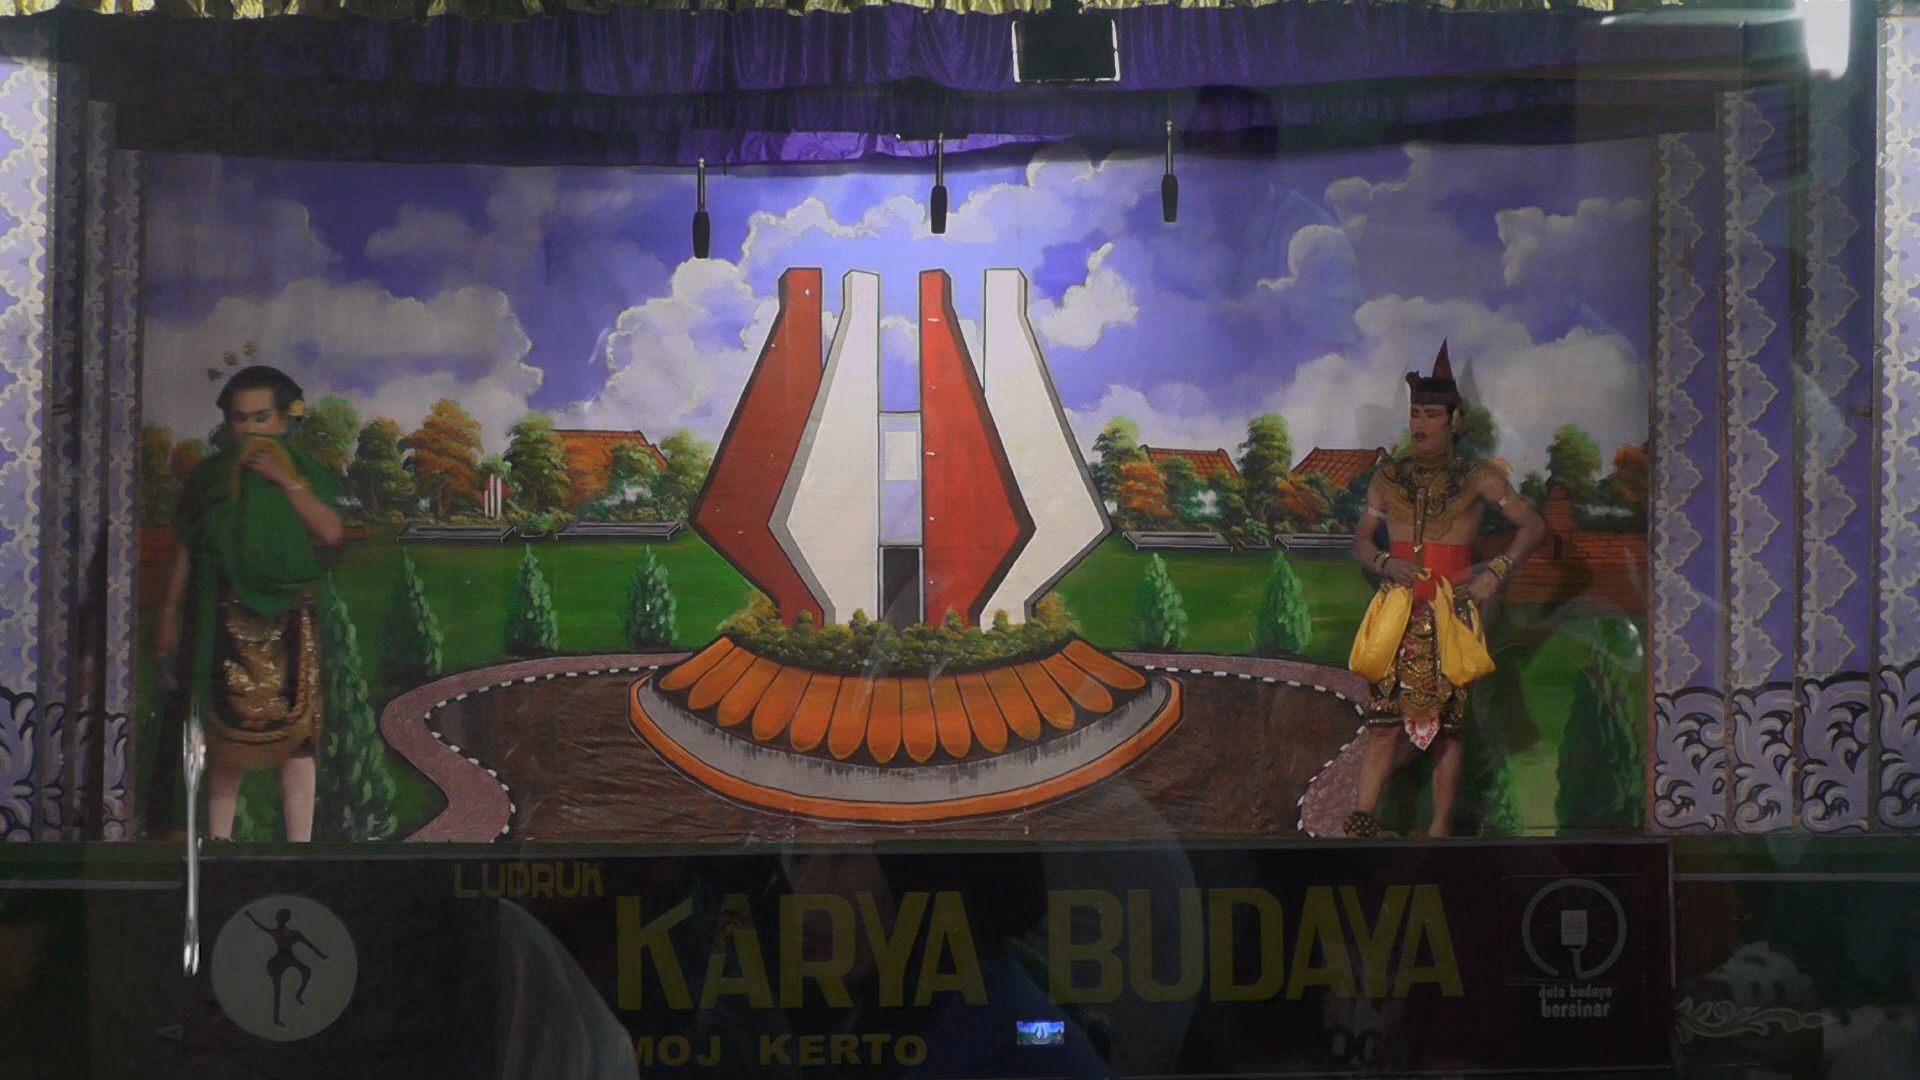 LUDRUK
KARYA BUDAYA
MOJ KERTO
duta budaya
bersinar